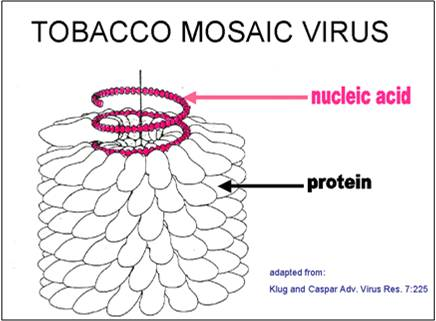 TOBACCO MOSAIC VIRUS
nucleic acid
protein
adapted from:
Klug and Caspar Adv. Virus Res. 7:225